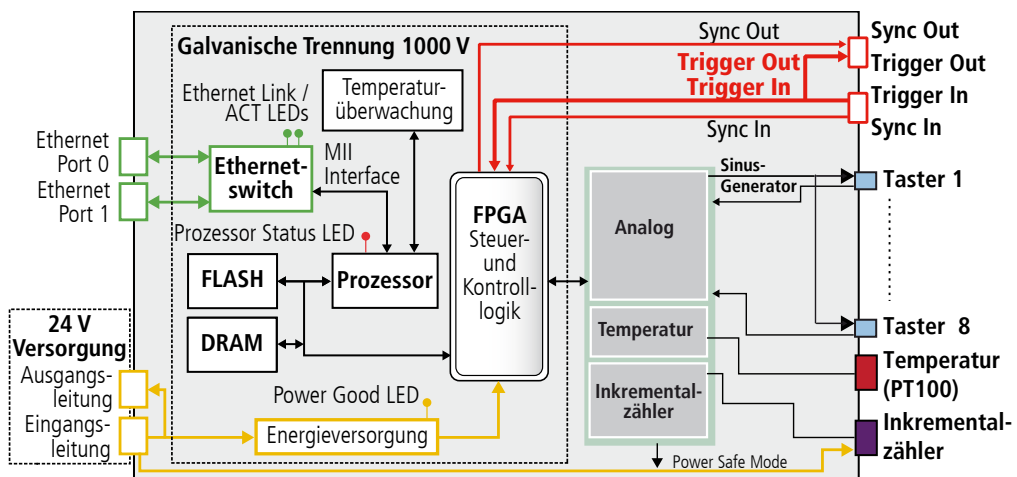 Galvanische Trennung 1000 V
Sync Out
Sync Out
Trigger Out
Trigger Out
Trigger In
Trigger In
Sync In
Sync In
Ethernet Link /
ACT LEDs
Temperatur-
überwachung
Ethernet
Port 0
Ethernet
Port 1
Ethernet-
switch
MII
Interface
Prozessor Status LED
FLASH
Prozessor
DRAM
FPGA
Steuer-
und
Kontroll-
logik
Analog
Sinus-
Generator
Taster 1
Taster 8
Temperatur
Temperatur
(PT100)
Inkremental-
zähler
Inkremental-
zähler
24 V
Versorgung
Ausgangs-
leitung
Eingangs-
leitung
Power Good LED
Energieversorgung
Power Safe Mode